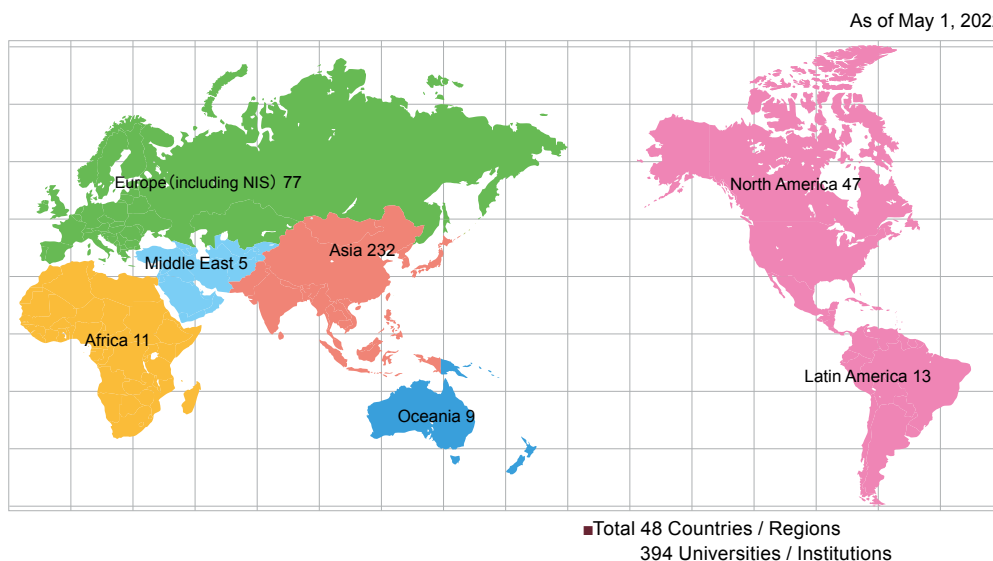 As of May 1, 202
Europe（including NIS）77
North America 47
Asia 232
Middle East 5
Africa 11
Latin America 13
Oceania 9
■Total 48 Countries / Regions
394 Universities / Institutions